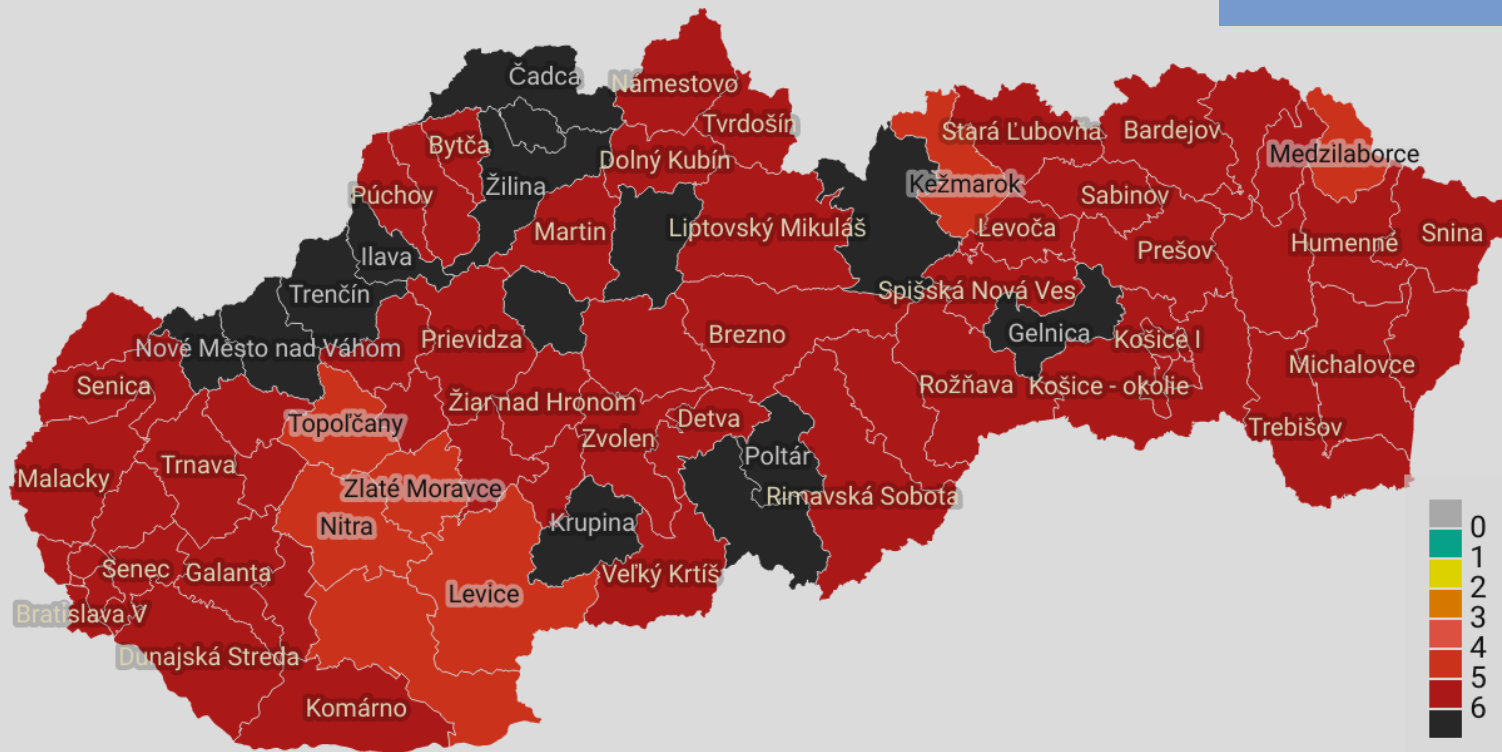 Čadca
Námestovo
Tvrdošín
Bytča
Dolný Kubín
Stará Ľubovňa
Bardejov
Medzilaborce
Púchov
Žilina
Kežmarok
Sabinov
Martin
Liptovský Mikuláš
Levoča
Prešov
Humenné
Snina
Ilava
Trenčín
Spišská Nová Ves
Nové Mesto nad Váhom
Prievidza
Brezno
Gelnica
Košice I
Senica
Michalovce
Rožňava
Košice - okolie
Žiar nad Hronom
Topoľčany
Detva
Zvolen
Trebišov
Malacky
Trnava
Poltár
Zlaté Moravce
Rimavská Sobota
Nitra
Krupina
Senec
Galanta
Veľký Krtíš
Levice
Bratislava V
Dunajská Streda
Komárno
0
1
2
3
4
5
6